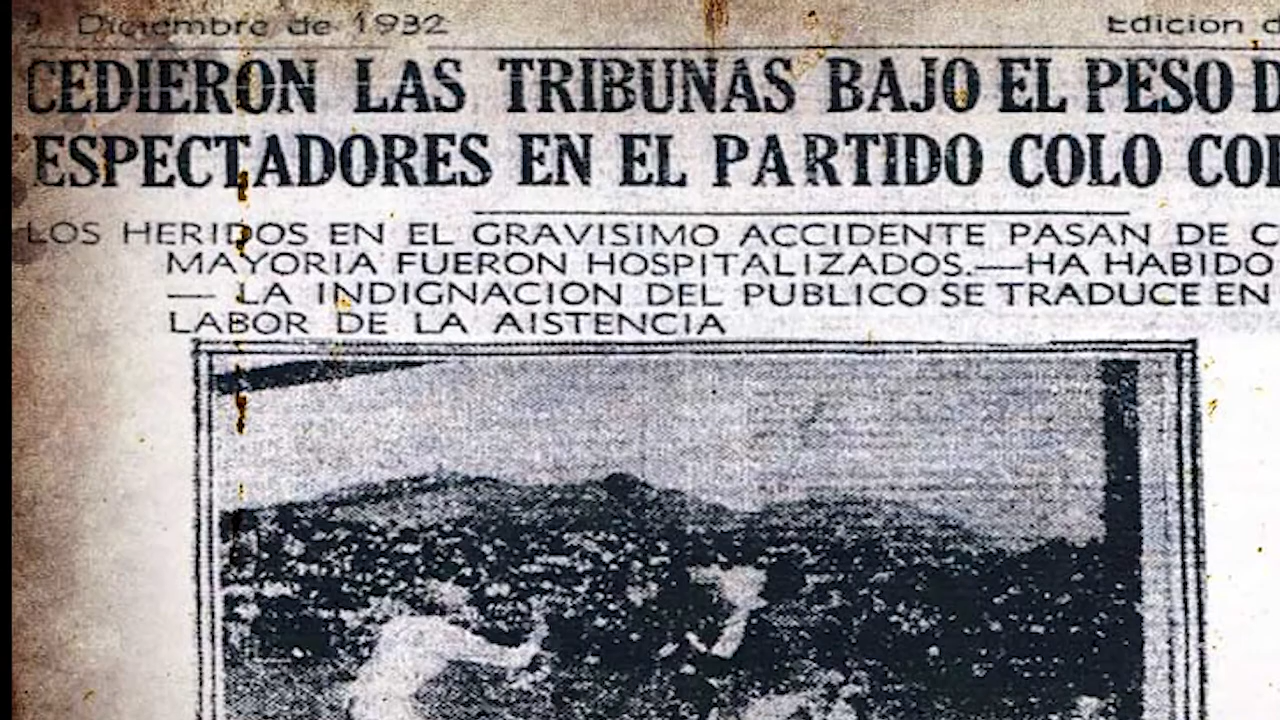 Diciembre de 1932
Edicion d
CEDIERON LAS TRIBUNAS BAJO EL PESO D
ESPECTADORES EN EL PARTIDO COLO COL
LOS HERIDOS EN EL GRAVISIMO ACCIDENTE PASAN DE C
MAYORIA FUERON HOSPITALIZADOS.—HA HABIDO
— LA INDIGNACION DEL PUBLICO SE TRADUCE EN
LABOR DE LA AISTENCIA